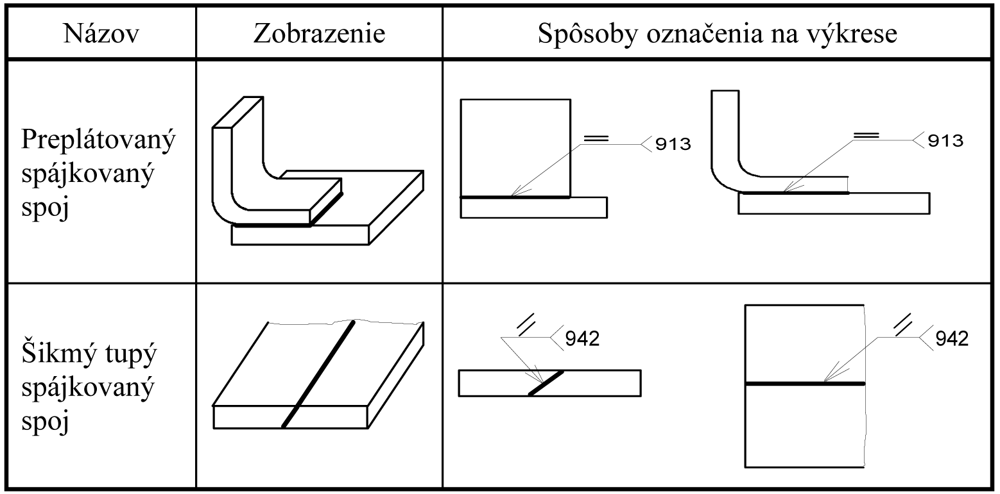 Názov
Zobrazenie
Spôsoby označenia na výkrese
Preplátovaný
spájkovaný
spoj
913
913
Šikmý tupý
spájkovaný
spoj
942
942